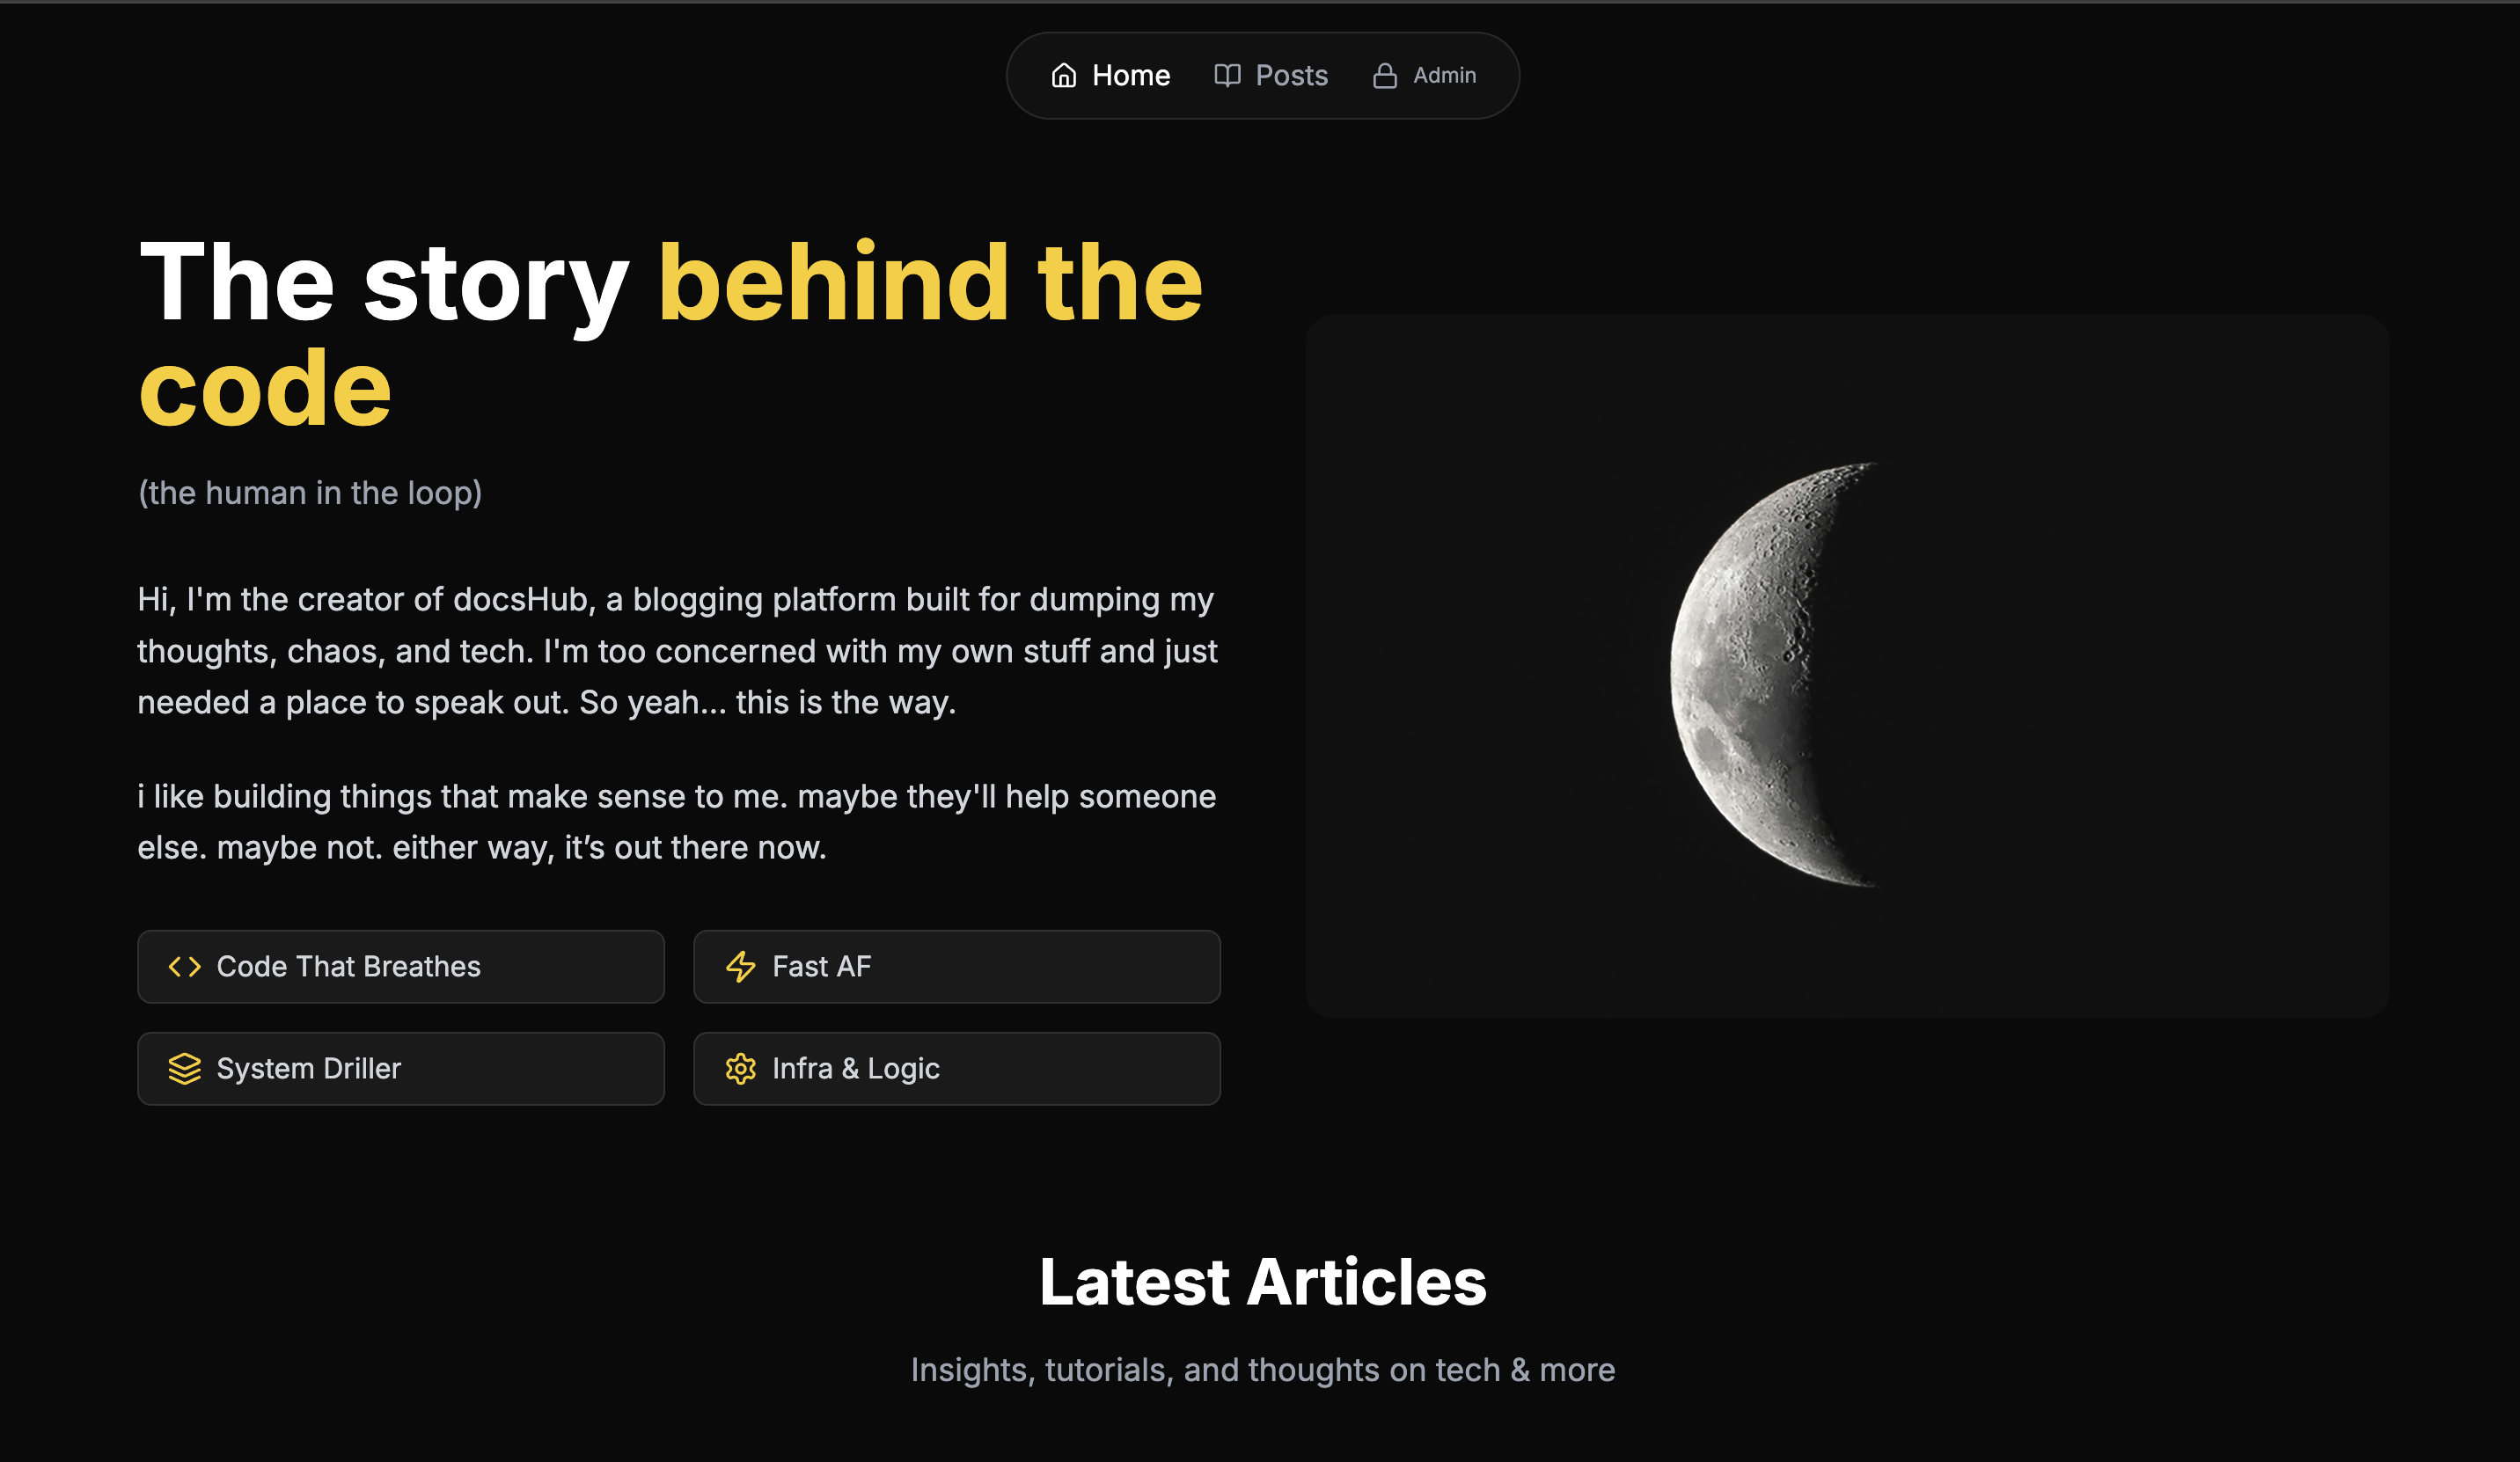 Home
Posts
Admin
The story behind the
code
(the human in the loop)
Hi, I'm the creator of docsHub, a blogging platform built for dumping my
thoughts, chaos, and tech. I'm too concerned with my own stuff and just
needed a place to speak out. So yeah... this is the way.
i like building things that make sense to me. maybe they'll help someone
else. maybe not. either way, it’s out there now.
Code That Breathes
Fast AF
System Driller
Infra & Logic
Latest Articles
Insights, tutorials, and thoughts on tech & more